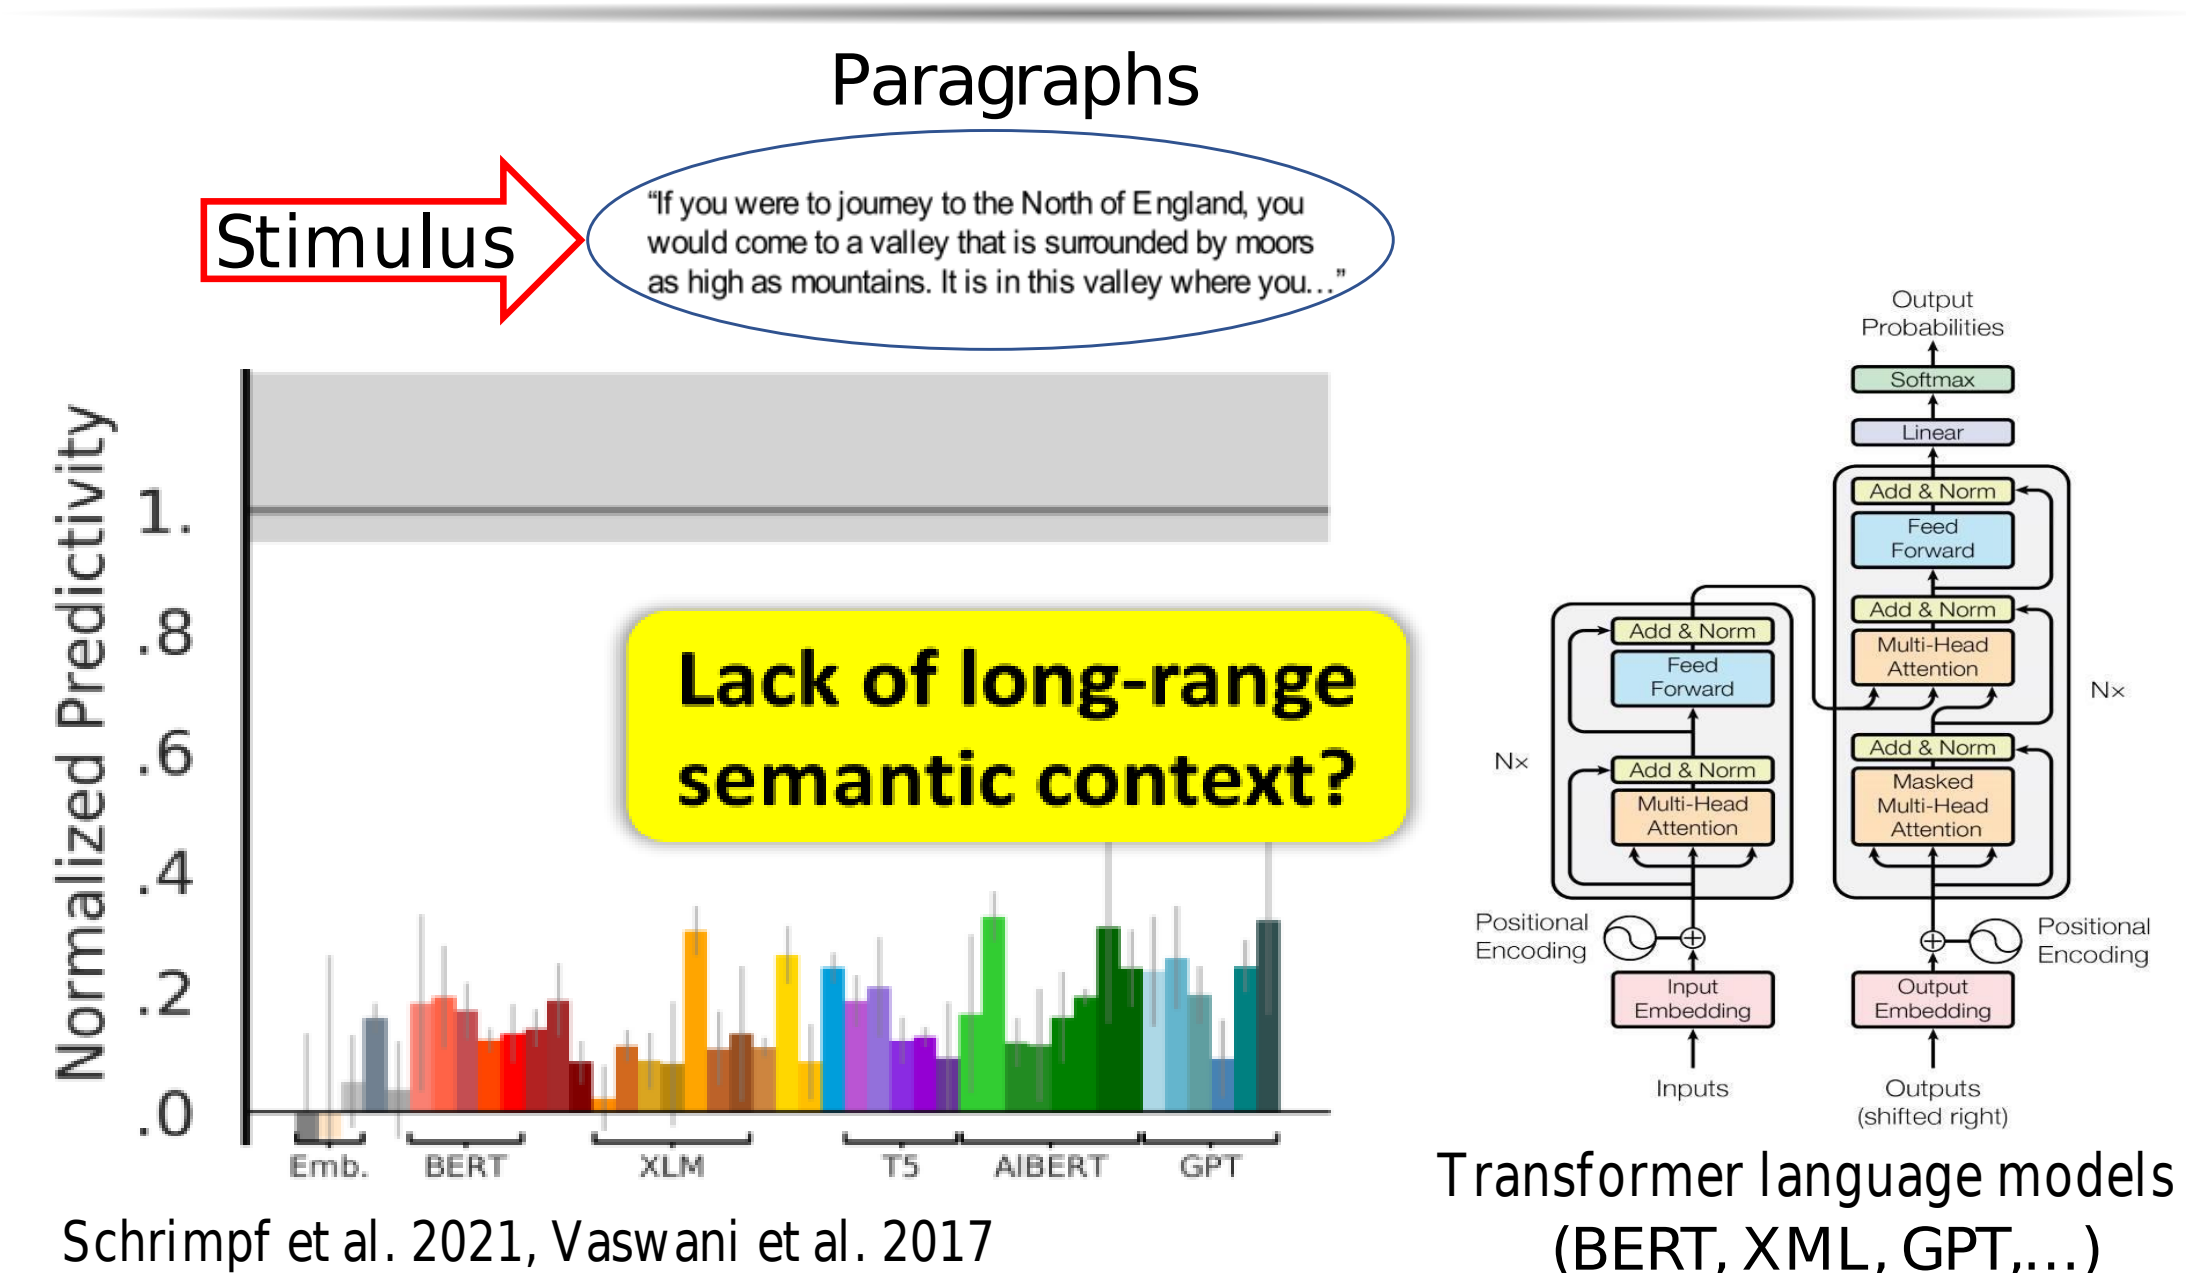 Paragraphs
Stimulus
“If you were to journey to the North of England, you
would come to a valley that is surrounded by moors
as high as mountains. It is in this valley where you…”
Normalized Predictivity
1.
.8
.6
.4
.2
.0
Lack of long-range
semantic context?
Emb.
BERT
XLM
T5
AlBERT
GPT
Schrimpf et al. 2021, Vaswani et al. 2017
Output
Probabilities
Softmax
Linear
Add & Norm
Feed
Forward
Add & Norm
Multi-Head
Attention
Add & Norm
Masked
Multi-Head
Attention
N×
Add & Norm
Feed
Forward
Add & Norm
Multi-Head
Attention
N×
Positional
Encoding
Positional
Encoding
Input
Embedding
Output
Embedding
Inputs
Outputs
(shifted right)
Transformer language models
(BERT, XML, GPT,…)